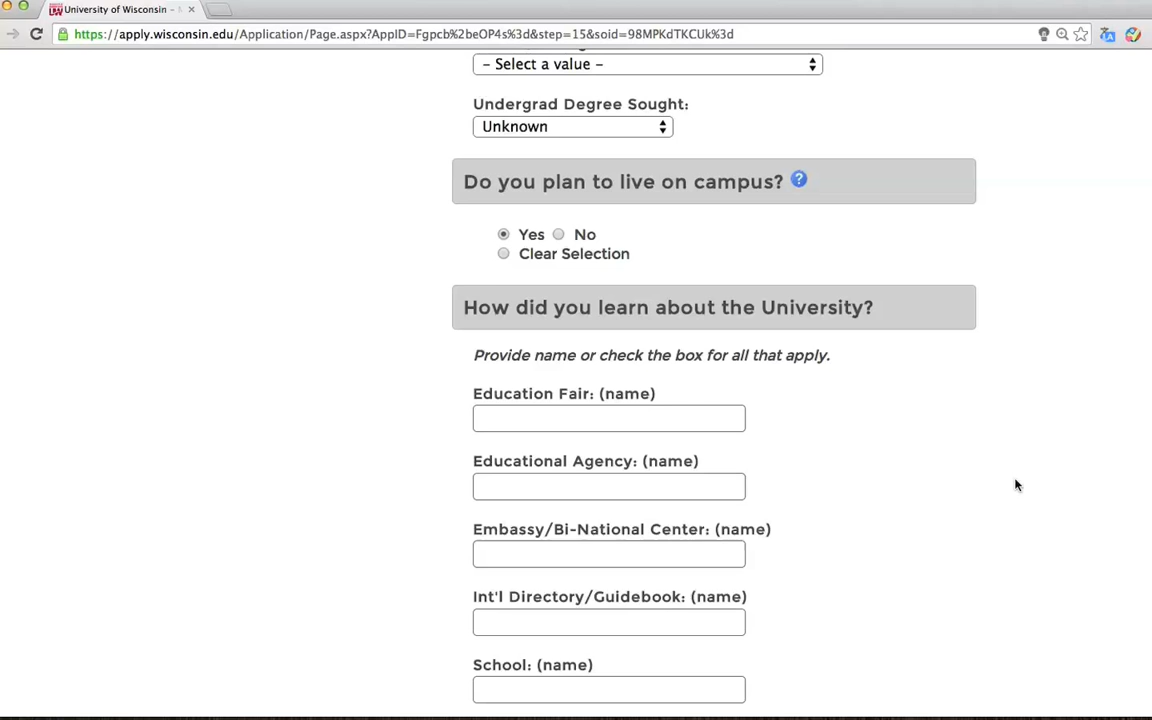 University of Wisconsin -
https://apply.wisconsin.edu/Application/Page.aspx?AppID=Fgpcb%2beOP4s%3d&step=15&soid=98MPKdTKCUk%3d
– Select a value –
Undergrad Degree Sought:
Unknown
Do you plan to live on campus? ?
Yes No
Clear Selection
How did you learn about the University?
Provide name or check the box for all that apply.
Education Fair: (name)
Educational Agency: (name)
Embassy/Bi-National Center: (name)
Int'l Directory/Guidebook: (name)
School: (name)